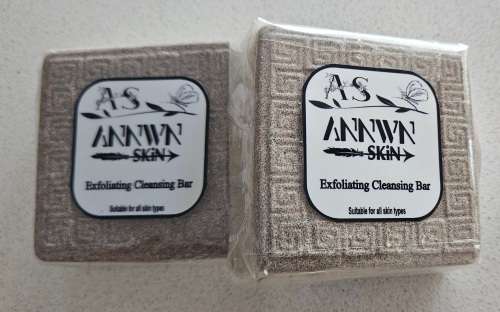 AS
ANNWN
SKiN
Exfoliating Cleansing Bar
Suitable for all skin types
AS
ANNWN
SKiN
Exfoliating Cleansing Bar
Suitable for all skin types